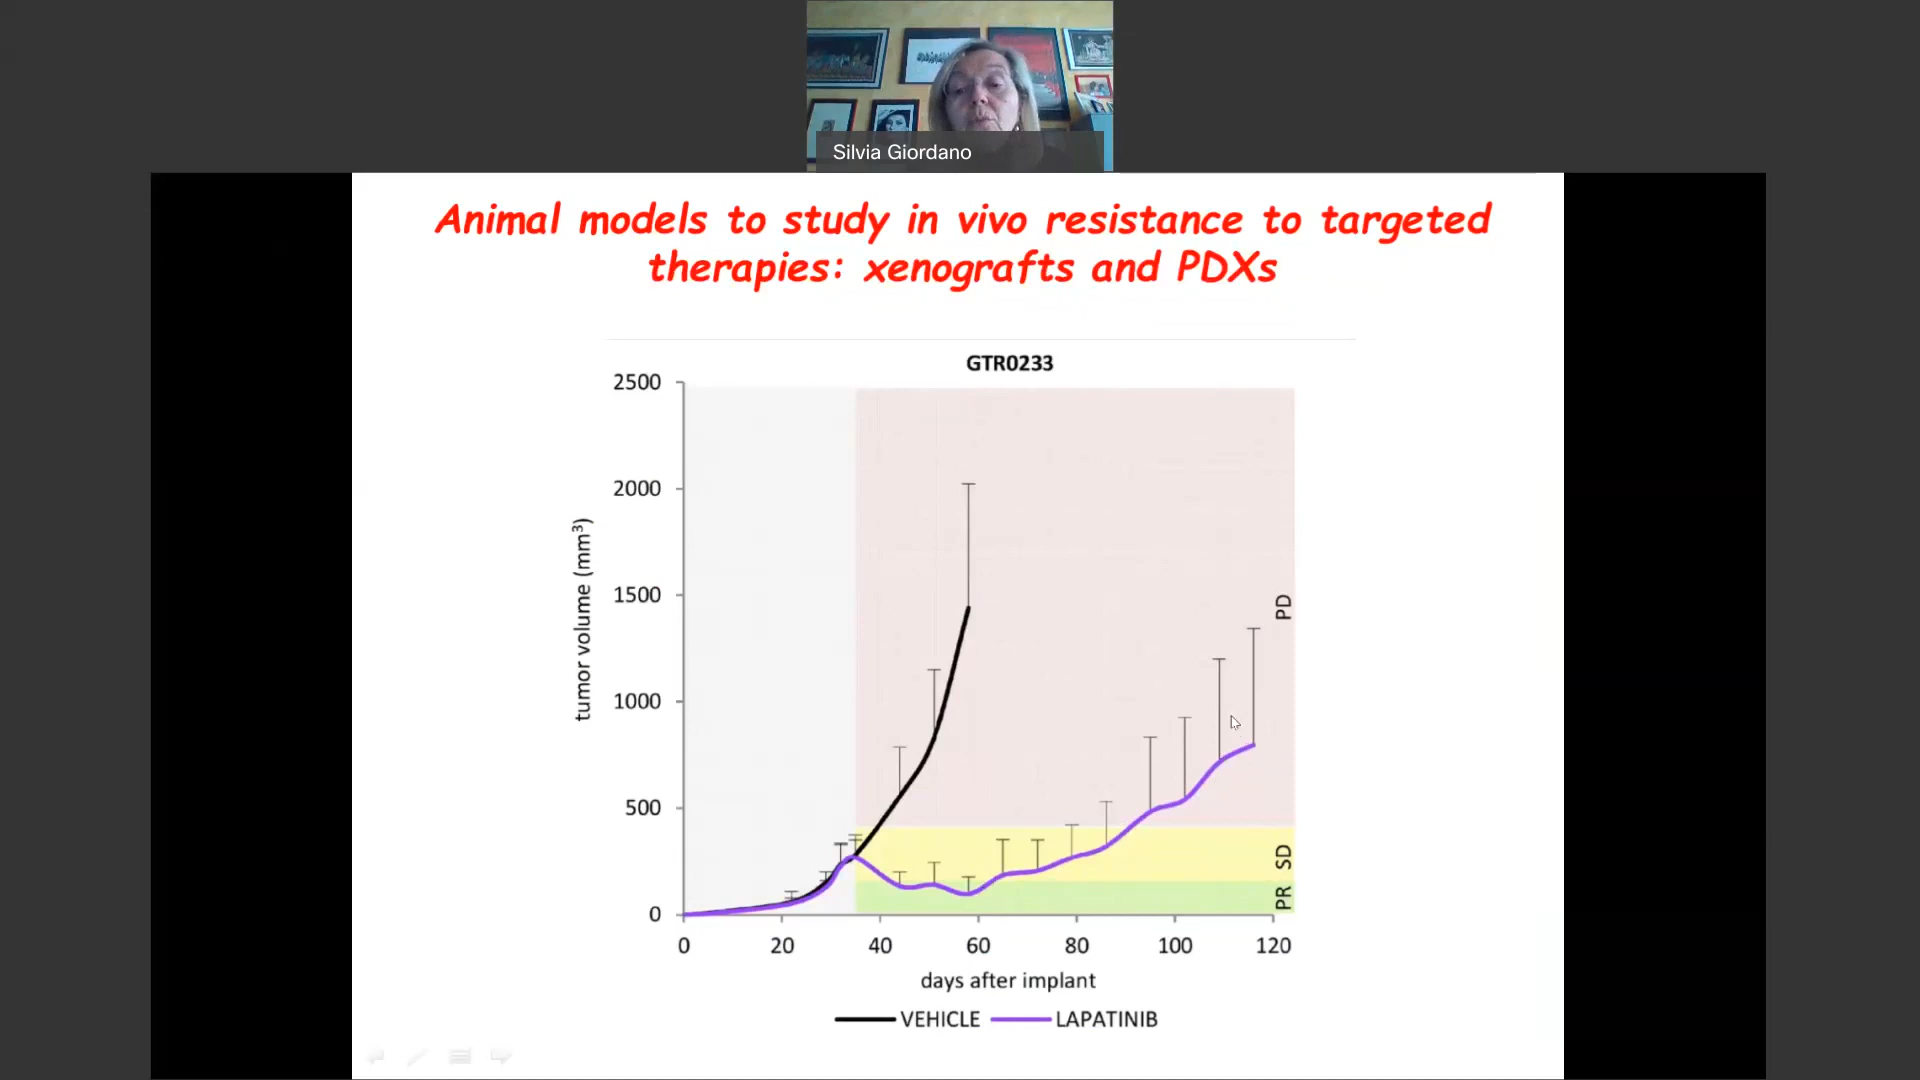 Silvia Giordano
Animal models to study in vivo resistance to targeted
therapies: xenografts and PDXs
GTR0233
2500
2000
1500
1000
500
0
tumor volume (mm³)
PD
SD
PR
0 20 40 60 80 100 120
days after implant
VEHICLE LAPATINIB